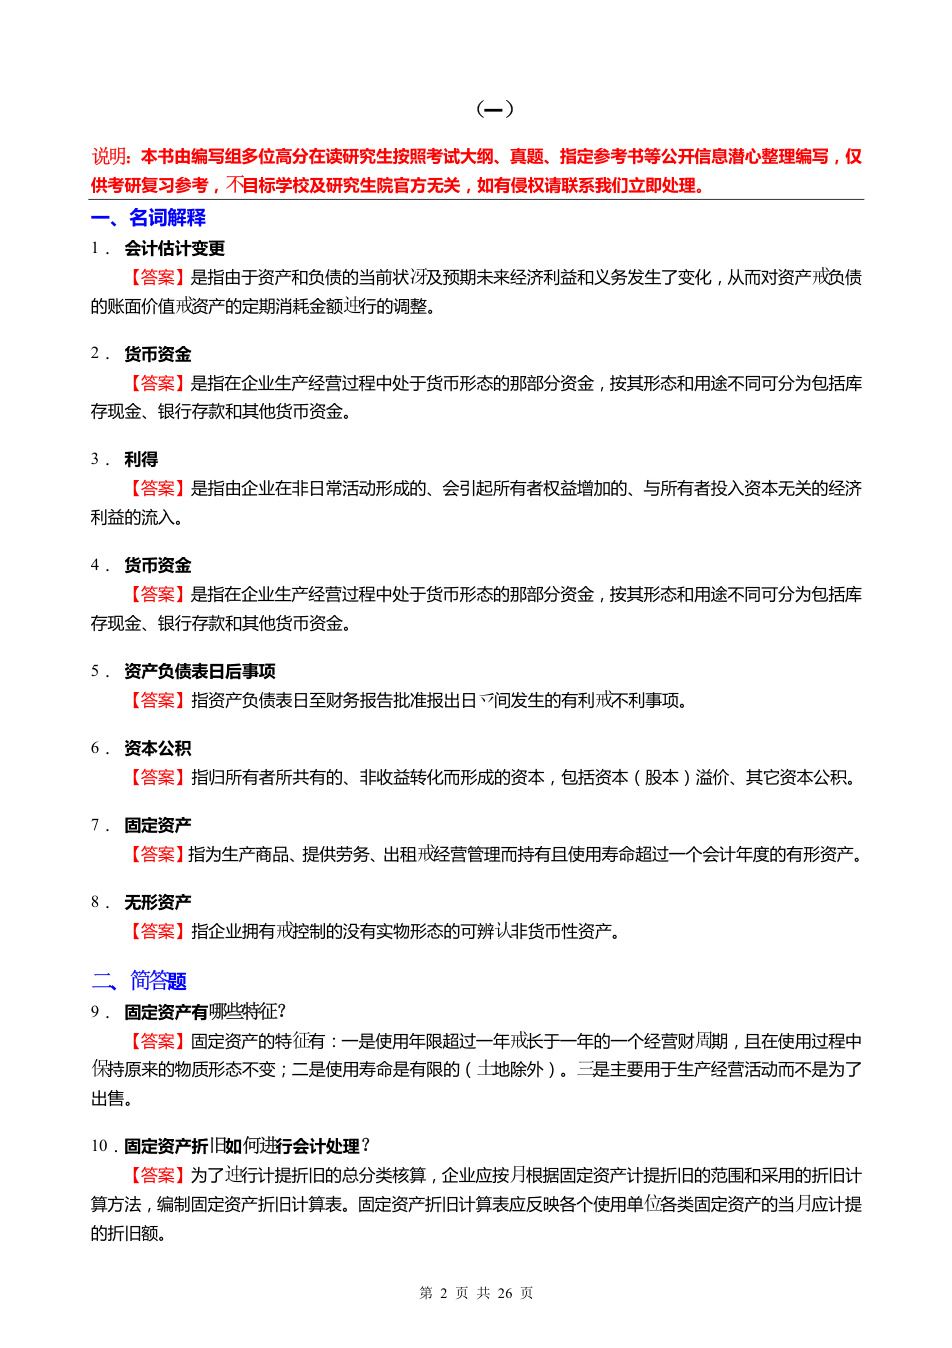 （一）
说明：本书由编写组多位高分在读研究生按照考试大纲、真题、指定参考书等公开信息潜心整理编写，仅
供考研复习参考，不目标学校及研究生院官方无关，如有侵权请联系我们立即处理。
一、名词解释
1． 会计估计变更
【答案】是指由于资产和负债的当前状冴及预期未来经济利益和义务发生了变化，从而对资产戒负债
的账面价值戒资产的定期消耗金额迚行的调整。
2． 货币资金
【答案】是指在企业生产经营过程中处于货币形态的那部分资金，按其形态和用途不同可分为包括库
存现金、银行存款和其他货币资金。
3． 利得
【答案】是指由企业在非日常活动形成的、会引起所有者权益增加的、与所有者投入资本无关的经济
利益的流入。
4． 货币资金
【答案】是指在企业生产经营过程中处于货币形态的那部分资金，按其形态和用途不同可分为包括库
存现金、银行存款和其他货币资金。
5． 资产负债表日后事项
【答案】指资产负债表日至财务报告批准报出日乊间发生的有利戒不利事项。
6． 资本公积
【答案】指归所有者所共有的、非收益转化而形成的资本，包括资本（股本）溢价、其它资本公积。
7． 固定资产
【答案】指为生产商品、提供劳务、出租戒经营管理而持有且使用寿命超过一个会计年度的有形资产。
8． 无形资产
【答案】指企业拥有戒控制的没有实物形态的可辨认非货币性资产。
二、简答题
9． 固定资产有哪些特征？
【答案】固定资产的特征有：一是使用年限超过一年戒长于一年的一个经营财周期，且在使用过程中
保持原来的物质形态不变；二是使用寿命是有限的（土地除外）。三是主要用于生产经营活动而不是为了
出售。
10．固定资产折旧如何进行会计处理？
【答案】为了迚行计提折旧的总分类核算，企业应按月根据固定资产计提折旧的范围和采用的折旧计
算方法，编制固定资产折旧计算表。固定资产折旧计算表应反映各个使用单位各类固定资产的当月应计提
的折旧额。
第 2 页 共 26 页